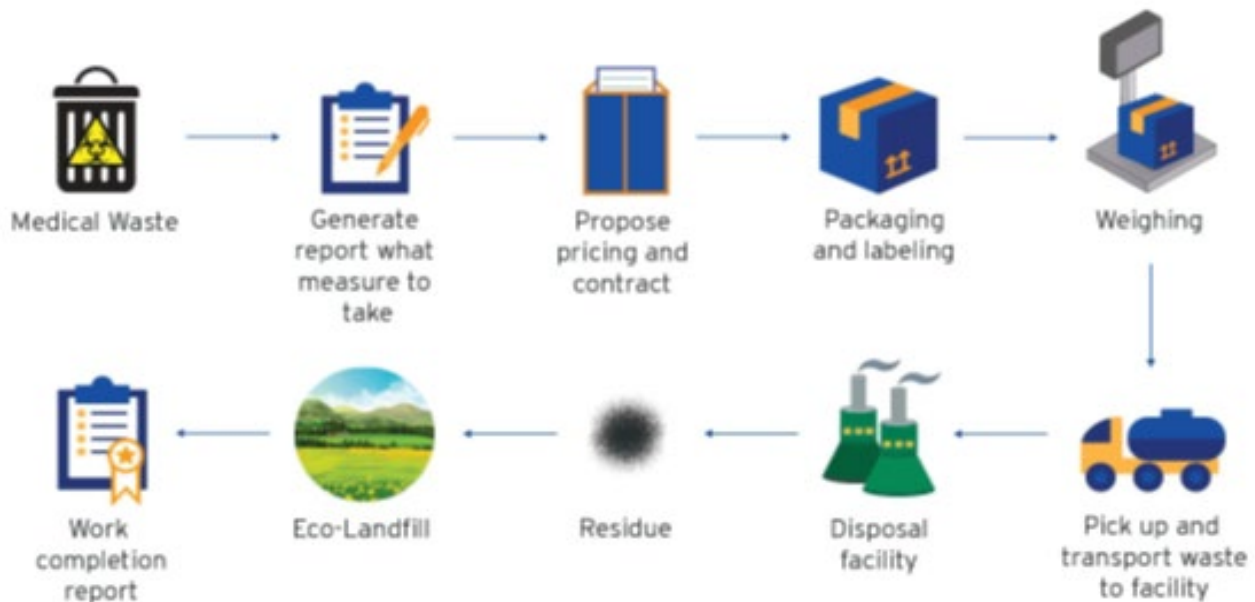 Medical Waste
Generate
report what
measure to
take
Propose
pricing and
contract
Packaging
and labeling
Weighing
Work
completion
report
Eco-Landfill
Residue
Disposal
facility
Pick up and
transport waste
to facility